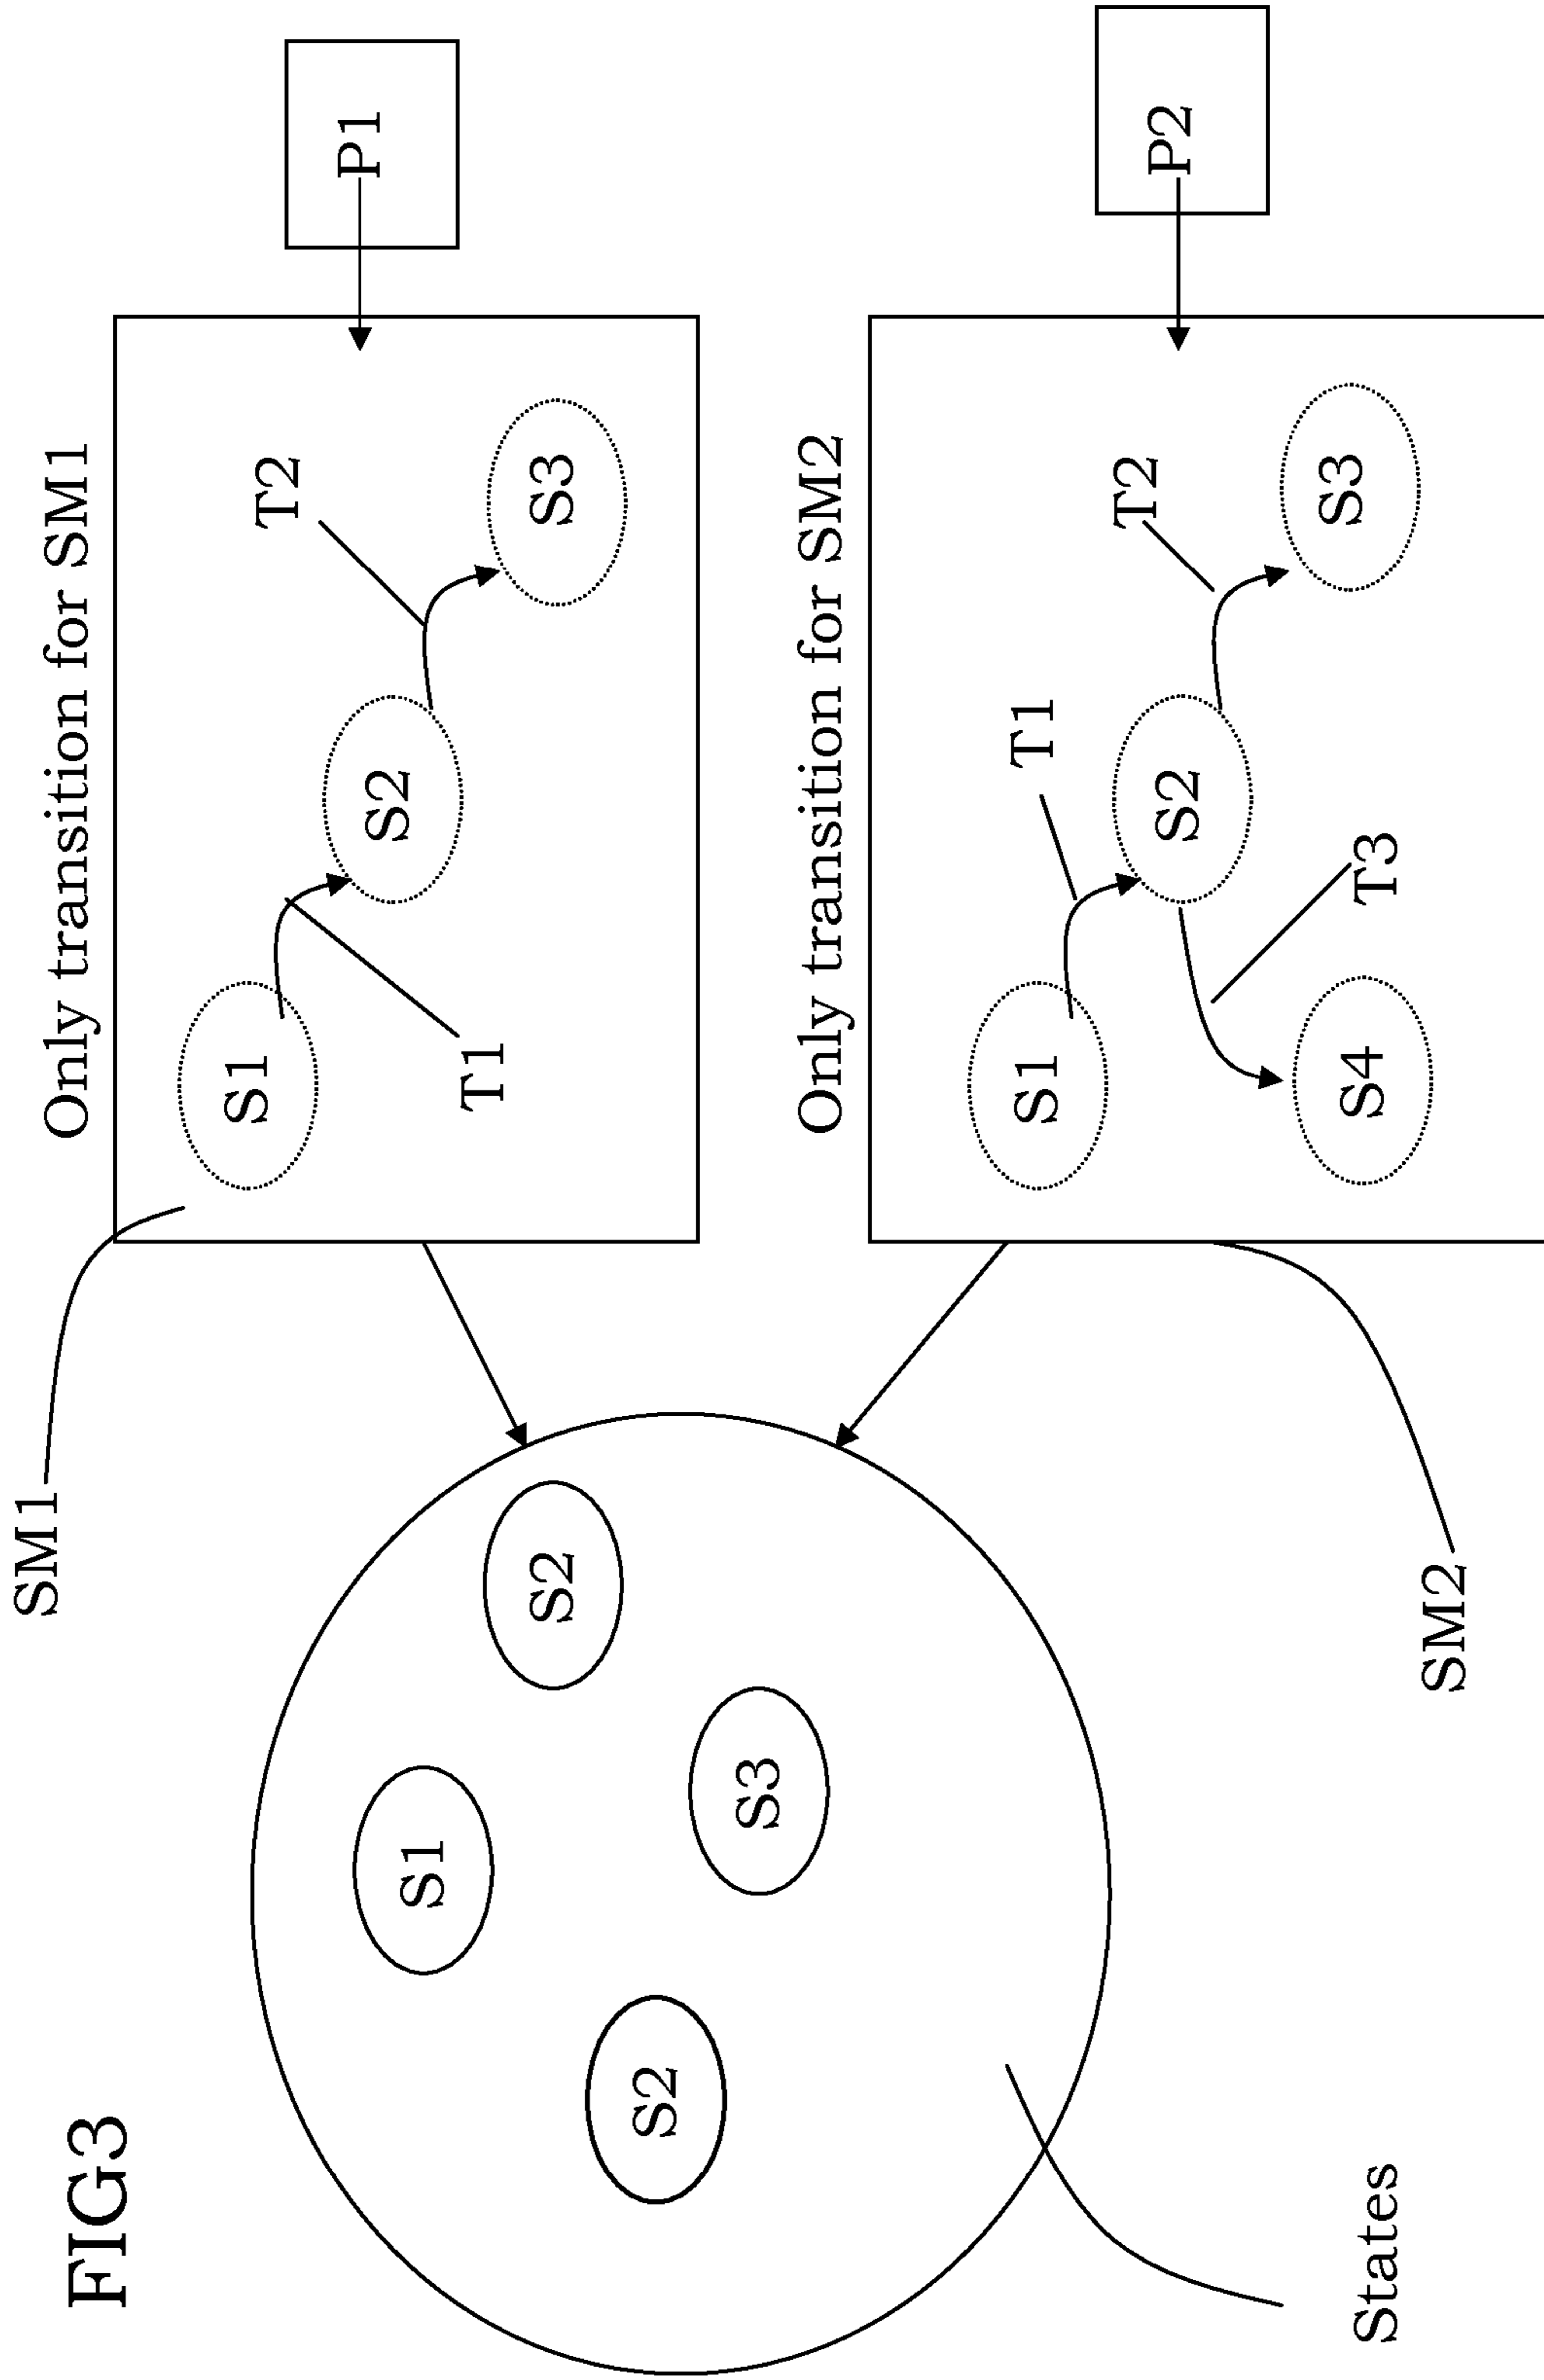 FIG3
SM1
Only transition for SM1
S1
T2
P1
S2
S1
T1
S2
S3
S2
S3
Only transition for SM2
S1
T1
T2
P2
S2
S3
S4
T3
States
SM2